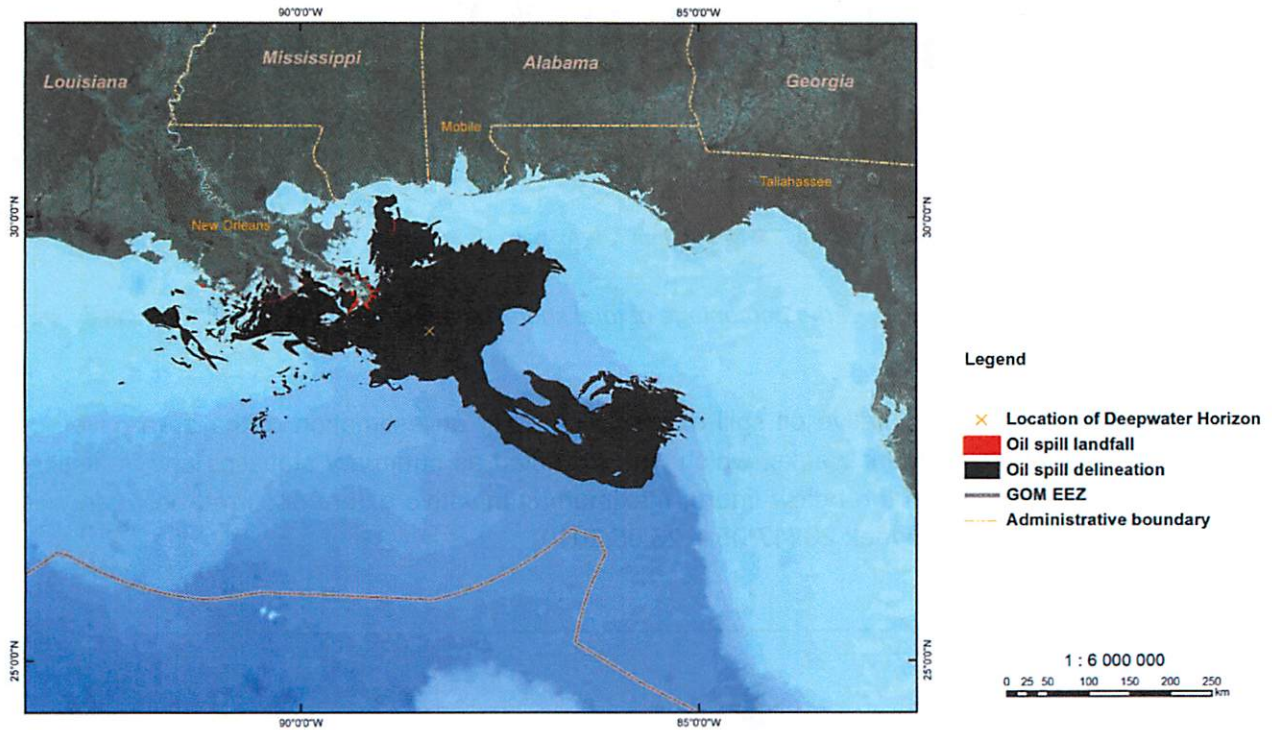 90°0'0"W
85°0'0"W
Louisiana
Mississippi
Alabama
Georgia
Mobile
Tallahassee
New Orleans
30°0'0"N
30°0'0"N
25°0'0"N
25°0'0"N
90°0'0"W
85°0'0"W
Legend
Location of Deepwater Horizon
Oil spill landfall
Oil spill delineation
GOM EEZ
Administrative boundary
1 : 6 000 000
0 25 50 100 150 200 250
km